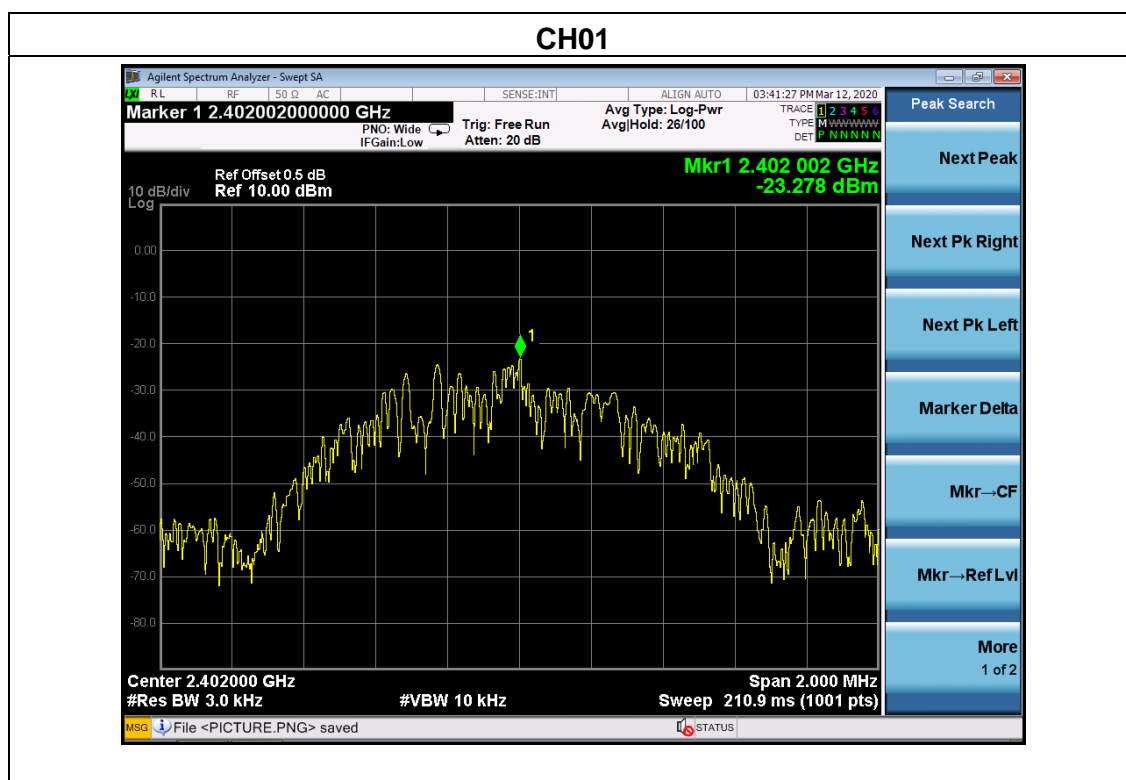 CH01
Agilent Spectrum Analyzer - Swept SA
LXI RL RF 50 Ω AC SENSE:INT ALIGN AUTO 03:41:27 PM Mar 12, 2020
Marker 1 2.402002000000 GHz
PNO: Wide
IFGain:Low
Trig: Free Run
Atten: 20 dB
Avg Type: Log-Pwr
Avg|Hold: 26/100
TRACE 1 2 3 4 5 6
TYPE M WWWWW
DET P N N N N N
Peak Search
Next Peak
Next Pk Right
Next Pk Left
Marker Delta
Mkr→CF
Mkr→Ref Lvl
More
1 of 2
Ref Offset 0.5 dB
10 dB/div Ref 10.00 dBm
Log
Mkr1 2.402 002 GHz
-23.278 dBm
0.00
-10.0
-20.0
-30.0
-40.0
-50.0
-60.0
-70.0
-80.0
1
Center 2.402000 GHz Span 2.000 MHz
#Res BW 3.0 kHz #VBW 10 kHz Sweep 210.9 ms (1001 pts)
MSG File <PICTURE.PNG> saved STATUS